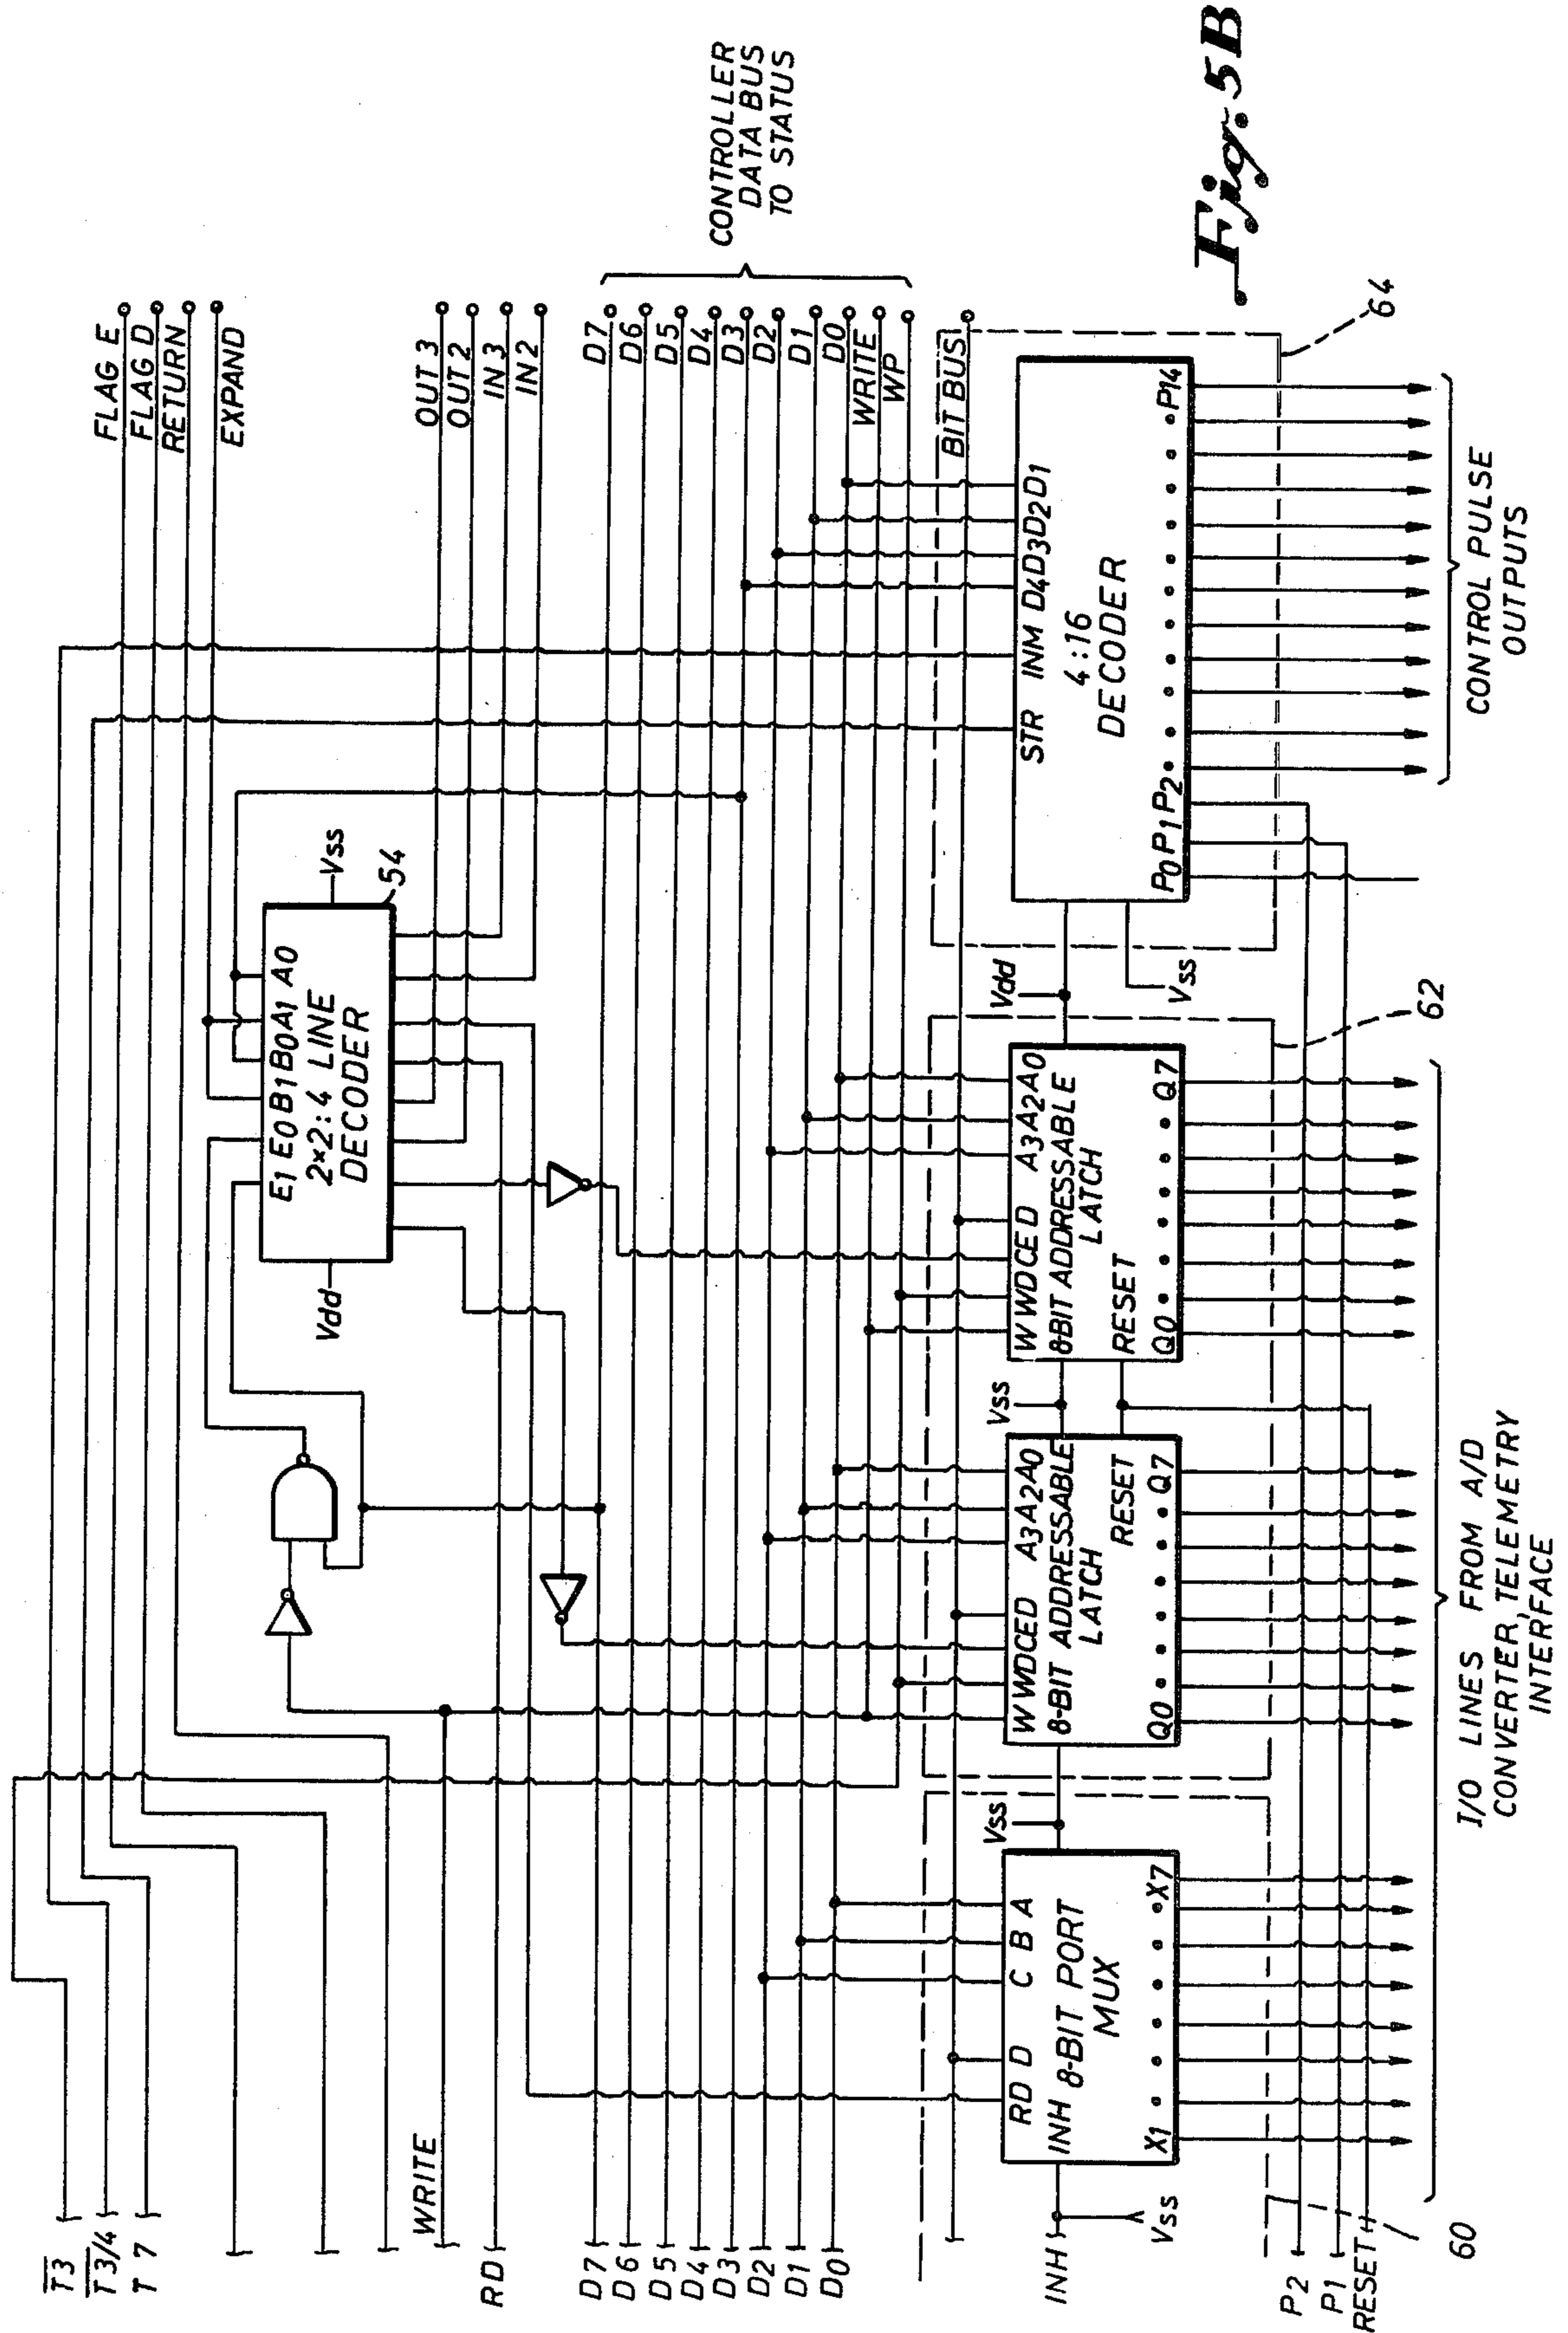 T3
T3/4
T7
WRITE
RD
D7
D6
D5
D4
D3
D2
D1
D0
INH
P2
P1
RESET
60
FLAG E
FLAG D
RETURN
EXPAND
OUT 3
OUT 2
IN 3
IN 2
D7
D6
D5
D4
D3
D2
D1
D0
WRITE
WP
BIT BUS
CONTROLLER
DATA BUS
TO STATUS
Vdd
E1 E0 B1 B0 A1 A0
2x2:4 LINE
DECODER
Vss
54
RD D C B A
INH 8-BIT PORT
MUX
X1 X7
Vss
Vss
W WD CE D A3 A2 A0
8-BIT ADDRESSABLE
LATCH
RESET
Q0 Q7
Vss
W WD CE D A3 A2 A0
8-BIT ADDRESSABLE
LATCH
RESET
Q0 Q7
62
Vdd
Vss
STR INM D4 D3 D2 D1
4:16
DECODER
P0 P1 P2 P14
64
I/O LINES FROM A/D
CONVERTER, TELEMETRY
INTERFACE
CONTROL PULSE
OUTPUTS
Fig. 5B